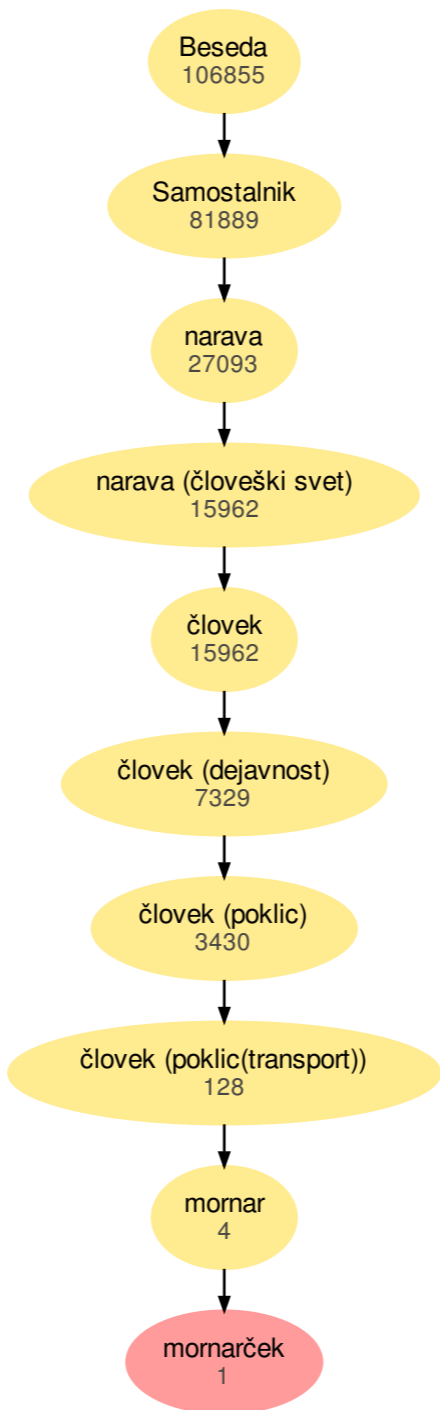 Beseda
106855
Samostalnik
81889
narava
27093
narava (človeški svet)
15962
človek
15962
človek (dejavnost)
7329
človek (poklic)
3430
človek (poklic(transport))
128
mornar
4
mornarček
1